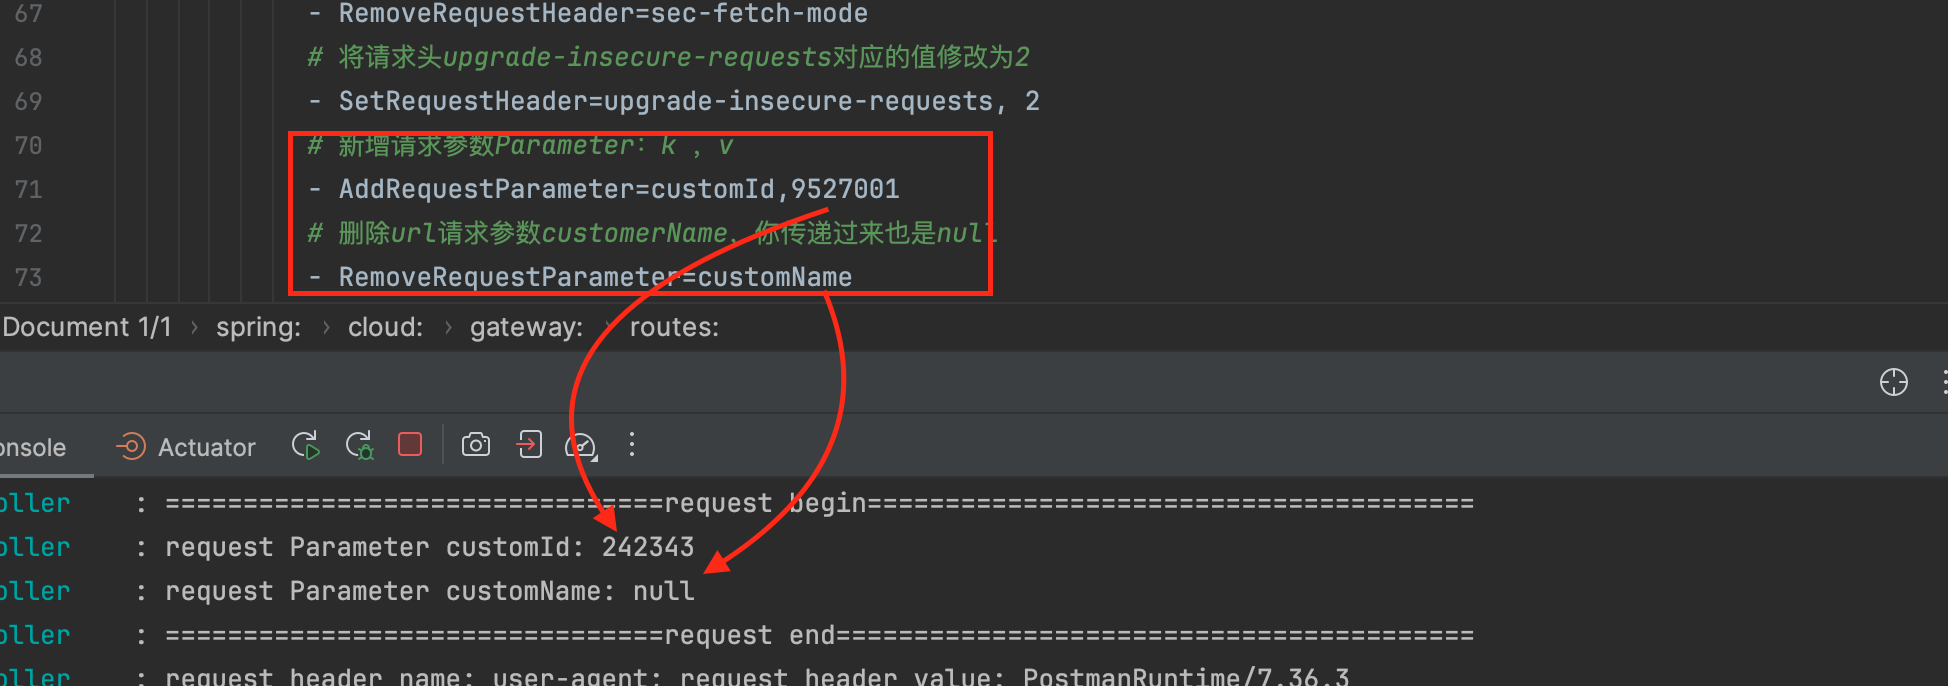 67 - RemoveRequestHeader=sec-fetch-mode
68 # 将请求头upgrade-insecure-requests对应的值修改为2
69 - SetRequestHeader=upgrade-insecure-requests, 2
70 # 新增请求参数Parameter: k , v
71 - AddRequestParameter=customId,9527001
72 # 删除url请求参数customerName，你传递过来也是null
73 - RemoveRequestParameter=customName
Document 1/1 › spring: › cloud: › gateway: › routes:
onsole Actuator
oller : ================================request begin=======================================
oller : request Parameter customId: 242343
oller : request Parameter customName: null
oller : ================================request end=========================================
oller : request header name: user-agent; request header value: PostmanRuntime/7.36.3